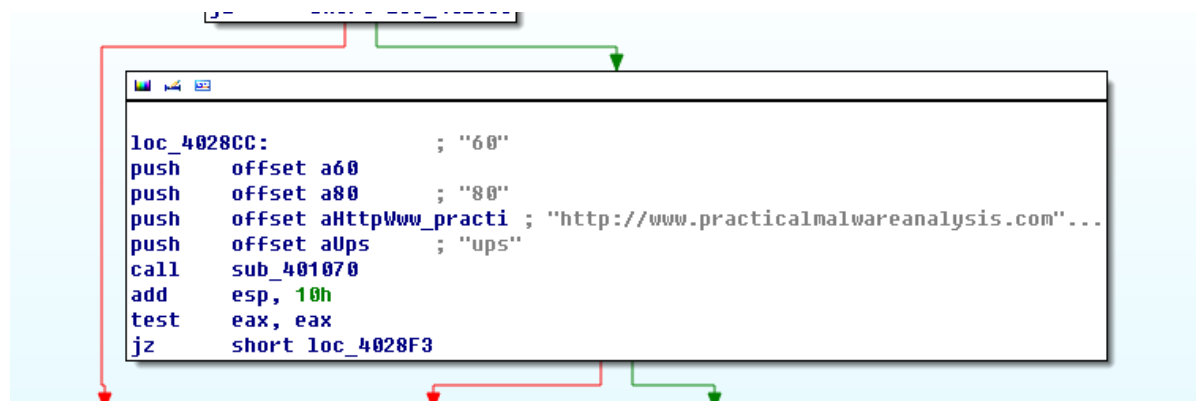 loc_4028CC: ; "60"
push offset a60
push offset a80 ; "80"
push offset aHttpWww_practi ; "http://www.practicalmalwareanalysis.com"...
push offset aUps ; "ups"
call sub_401070
add esp, 10h
test eax, eax
jz short loc_4028F3